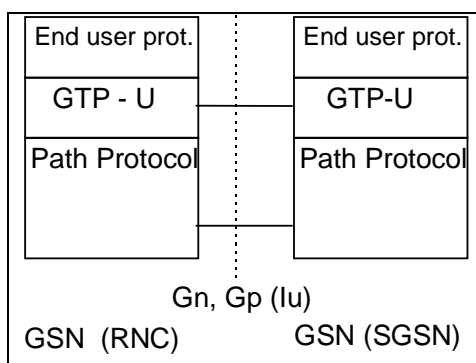 End user prot.
End user prot.
GTP - U
GTP-U
Path Protocol
Path Protocol
Gn, Gp (Iu)
GSN (RNC)
GSN (SGSN)